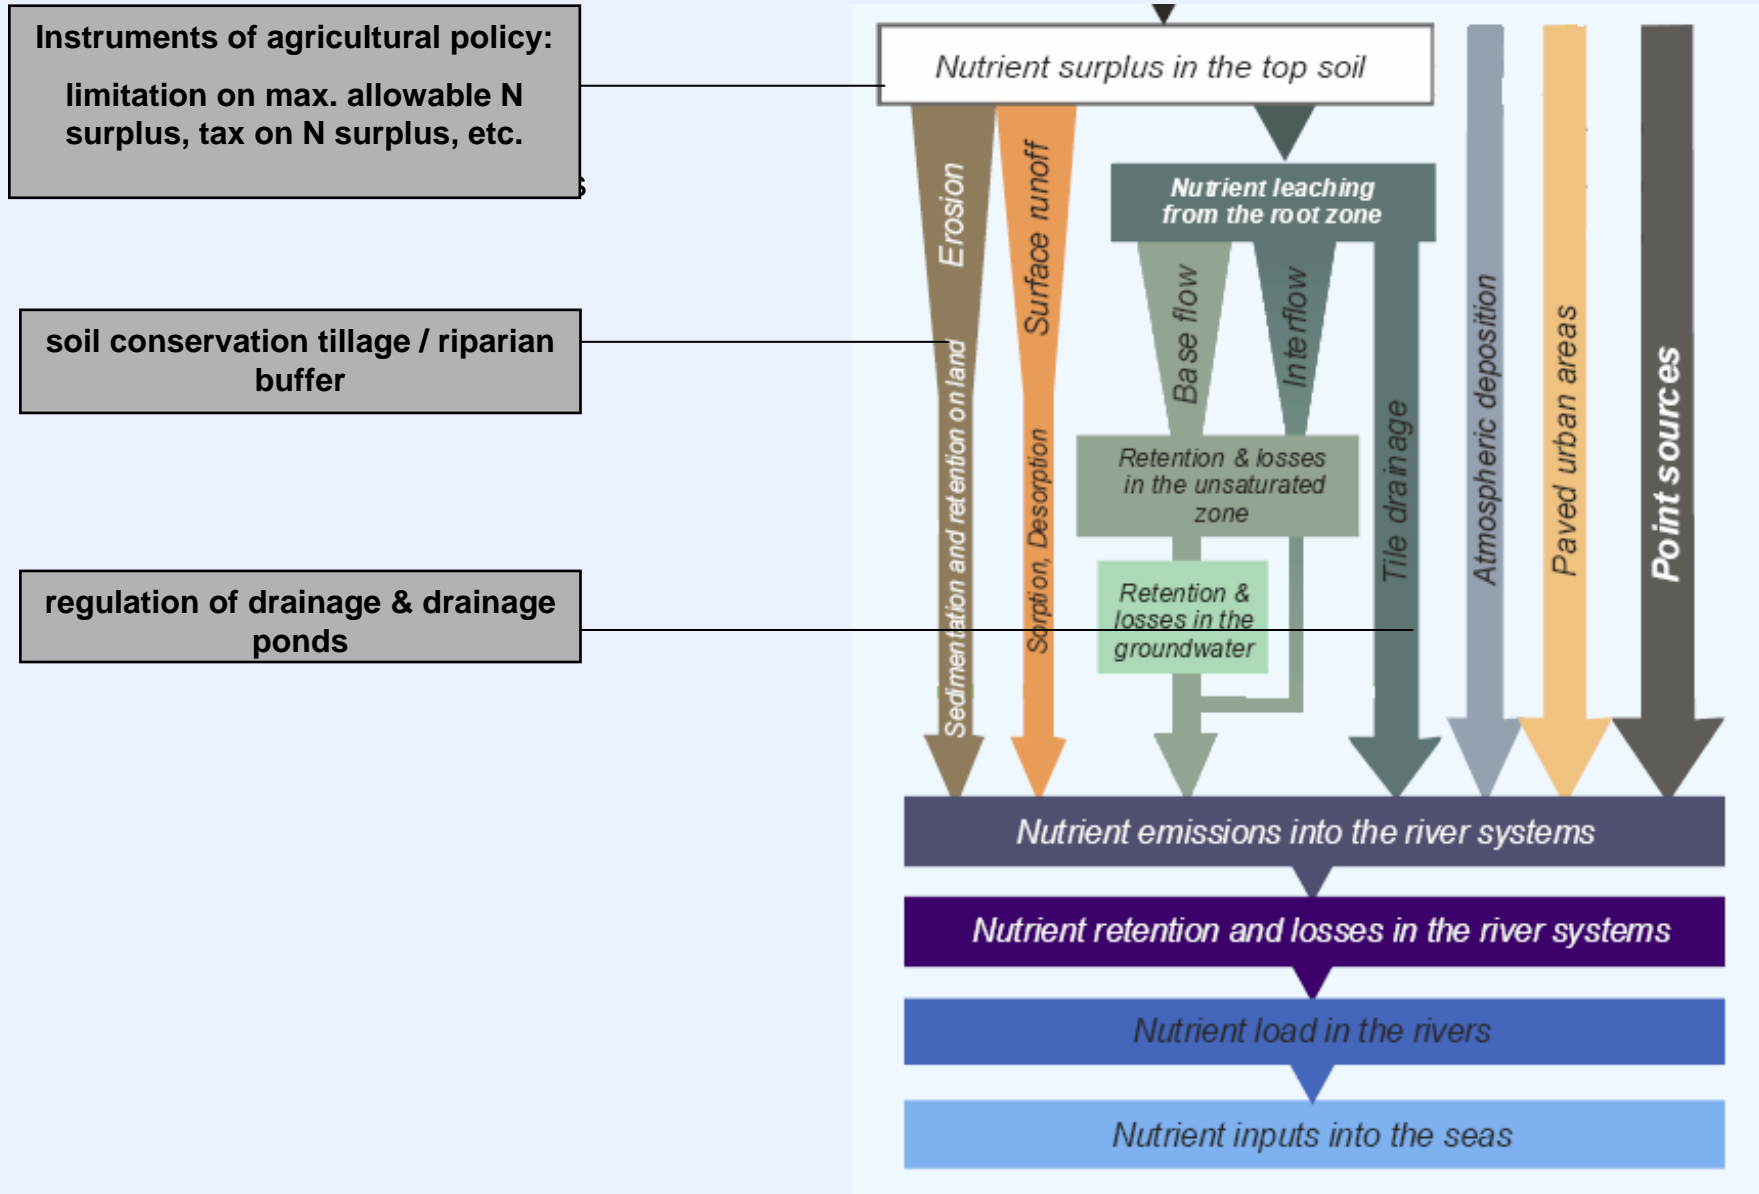 Instruments of agricultural policy:
limitation on max. allowable N
surplus, tax on N surplus, etc.
s
soil conservation tillage / riparian
buffer
regulation of drainage & drainage
ponds
Nutrient surplus in the top soil
Erosion
Sedimentation and retention on land
Surface runoff
Sorption, Desorption
Nutrient leaching
from the root zone
Base flow
Interflow
Retention & losses
in the unsaturated
zone
Retention &
losses in the
groundwater
Tile drainage
Atmospheric deposition
Paved urban areas
Point sources
Nutrient emissions into the river systems
Nutrient retention and losses in the river systems
Nutrient load in the rivers
Nutrient inputs into the seas